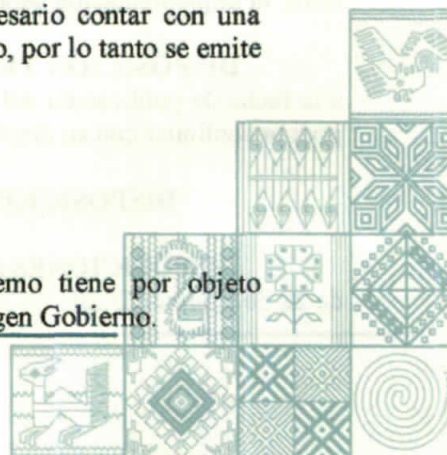 esario contar con una
o, por lo tanto se emite
emo tiene por objeto
gen Gobierno.